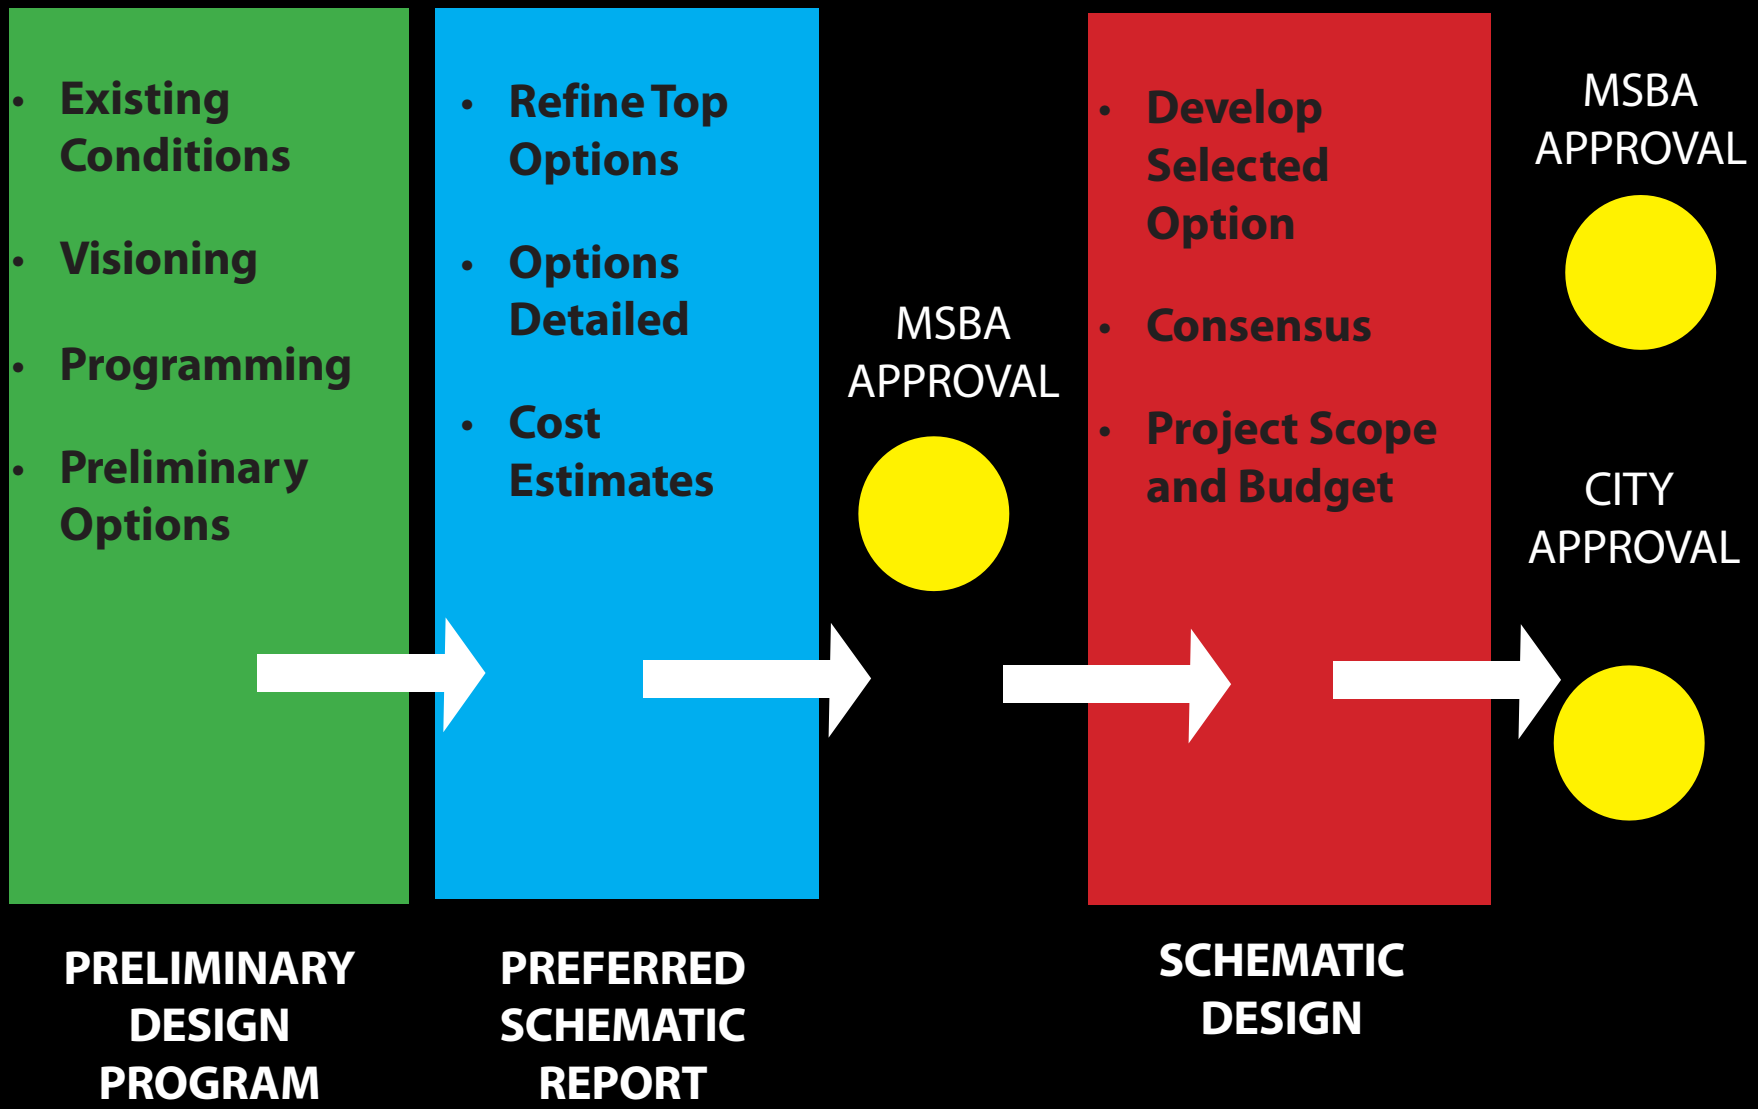 • Existing
Conditions
• Visioning
• Programming
• Preliminary
Options
PRELIMINARY
DESIGN
PROGRAM
• Refine Top
Options
• Options
Detailed
• Cost
Estimates
PREFERRED
SCHEMATIC
REPORT
MSBA
APPROVAL
• Develop
Selected
Option
• Consensus
• Project Scope
and Budget
SCHEMATIC
DESIGN
MSBA
APPROVAL
CITY
APPROVAL